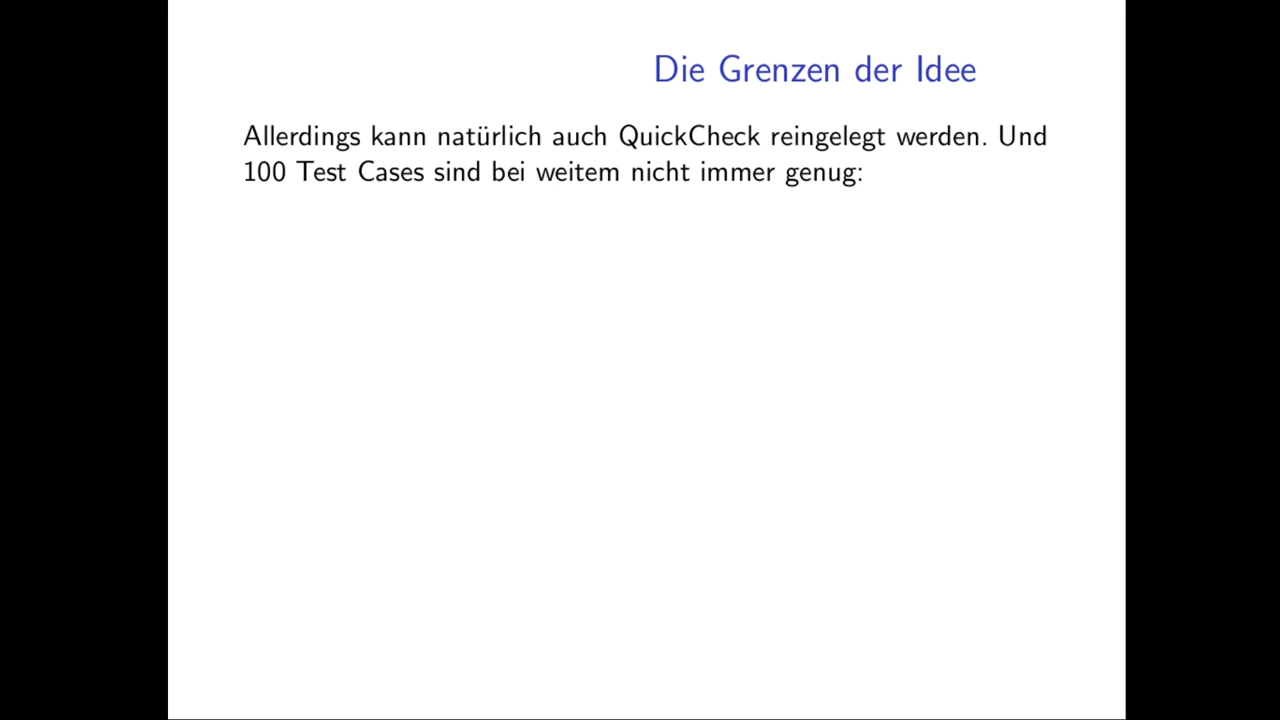 Die Grenzen der Idee
Allerdings kann natürlich auch QuickCheck reingelegt werden. Und
100 Test Cases sind bei weitem nicht immer genug: